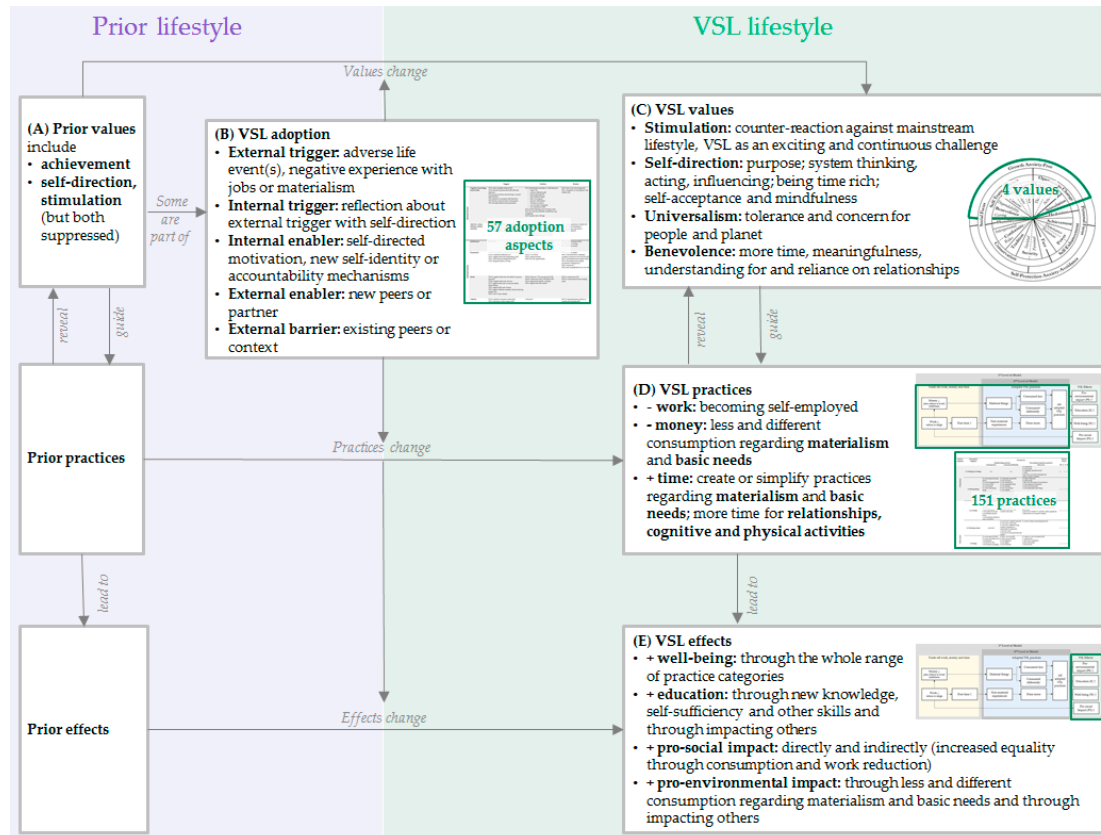 Prior lifestyle
VSL lifestyle
Values change
(A) Prior values
include
• achievement
• self-direction,
stimulation
(but both
suppressed)
Some
are
part of
(B) VSL adoption
• External trigger: adverse life
event(s), negative experience with
jobs or materialism
• Internal trigger: reflection about
external trigger with self-direction
• Internal enabler: self-directed
motivation, new self-identity or
accountability mechanisms
• External enabler: new peers or
partner
• External barrier: existing peers or
context
57 adoption
aspects
(C) VSL values
• Stimulation: counter-reaction against mainstream
lifestyle, VSL as an exciting and continuous challenge
• Self-direction: purpose; system thinking,
acting, influencing; being time rich;
self-acceptance and mindfulness
• Universalism: tolerance and concern for
people and planet
• Benevolence: more time, meaningfulness,
understanding for and reliance on relationships
4 values
reveal
guide
reveal
guide
Prior practices
Practices change
(D) VSL practices
• - work: becoming self-employed
• - money: less and different
consumption regarding materialism
and basic needs
• + time: create or simplify practices
regarding materialism and basic
needs; more time for relationships,
cognitive and physical activities
151 practices
lead to
lead to
Prior effects
Effects change
(E) VSL effects
• + well-being: through the whole range
of practice categories
• + education: through new knowledge,
self-sufficiency and other skills and
through impacting others
• + pro-social impact: directly and indirectly (increased equality
through consumption and work reduction)
• + pro-environmental impact: through less and different
consumption regarding materialism and basic needs and through
impacting others